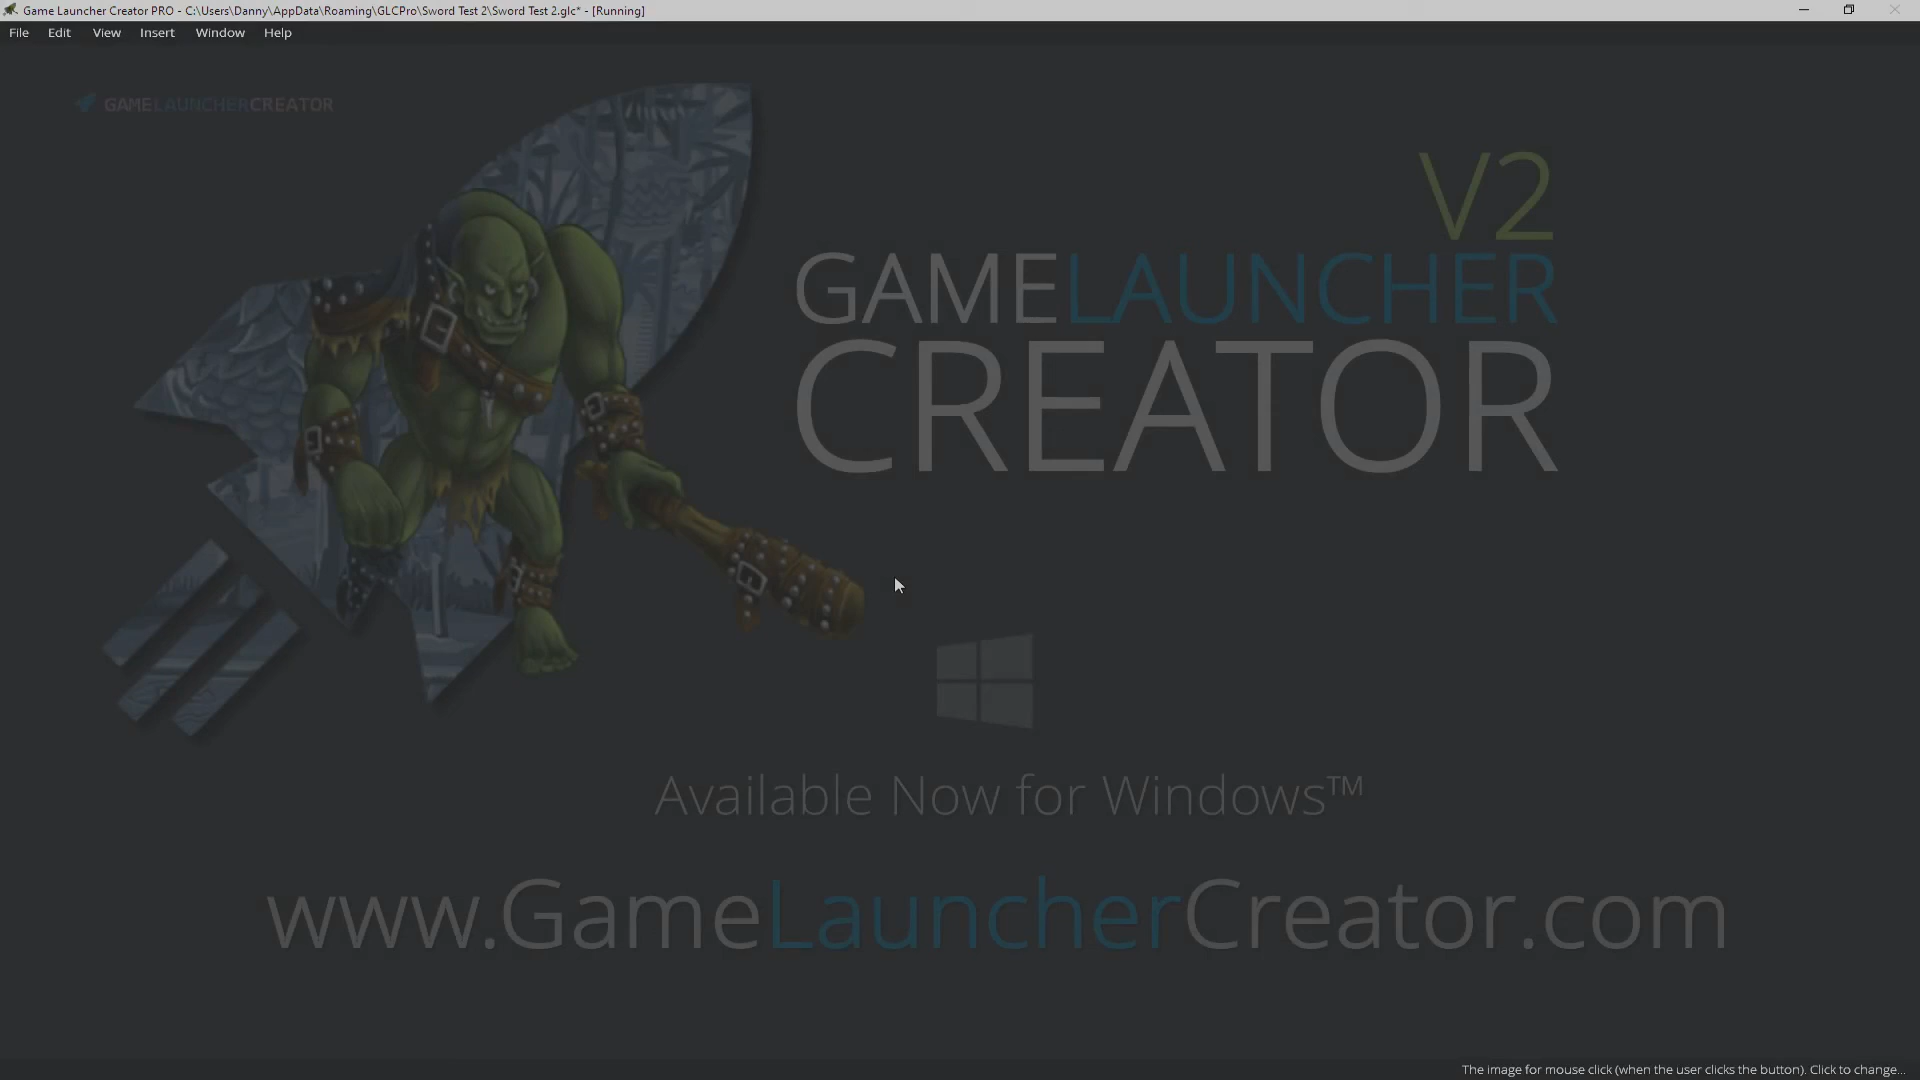 Game Launcher Creator PRO - C:\Users\Danny\AppData\Roaming\GLCPro\Sword Test 2\Sword Test 2.glc* - [Running]
File Edit View Insert Window Help
GAMELAUNCHERCREATOR
V2
GAMELAUNCHER
CREATOR
Available Now for Windows™
www.GameLauncherCreator.com
The image for mouse click (when the user clicks the button). Click to change...